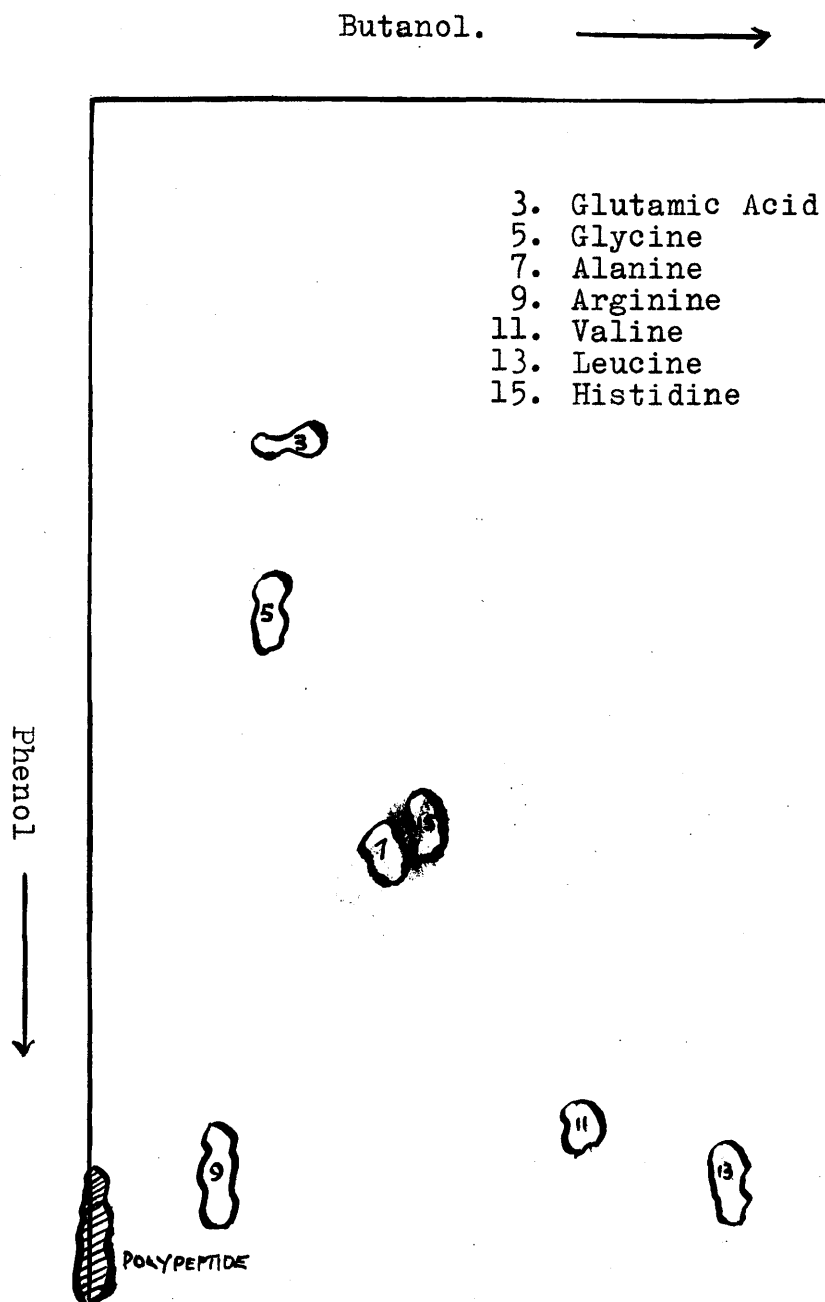 Butanol.
3. Glutamic Acid
5. Glycine
7. Alanine
9. Arginine
11. Valine
13. Leucine
15. Histidine
3
5
7
Phenol
11
9
13
POLYPEPTIDE